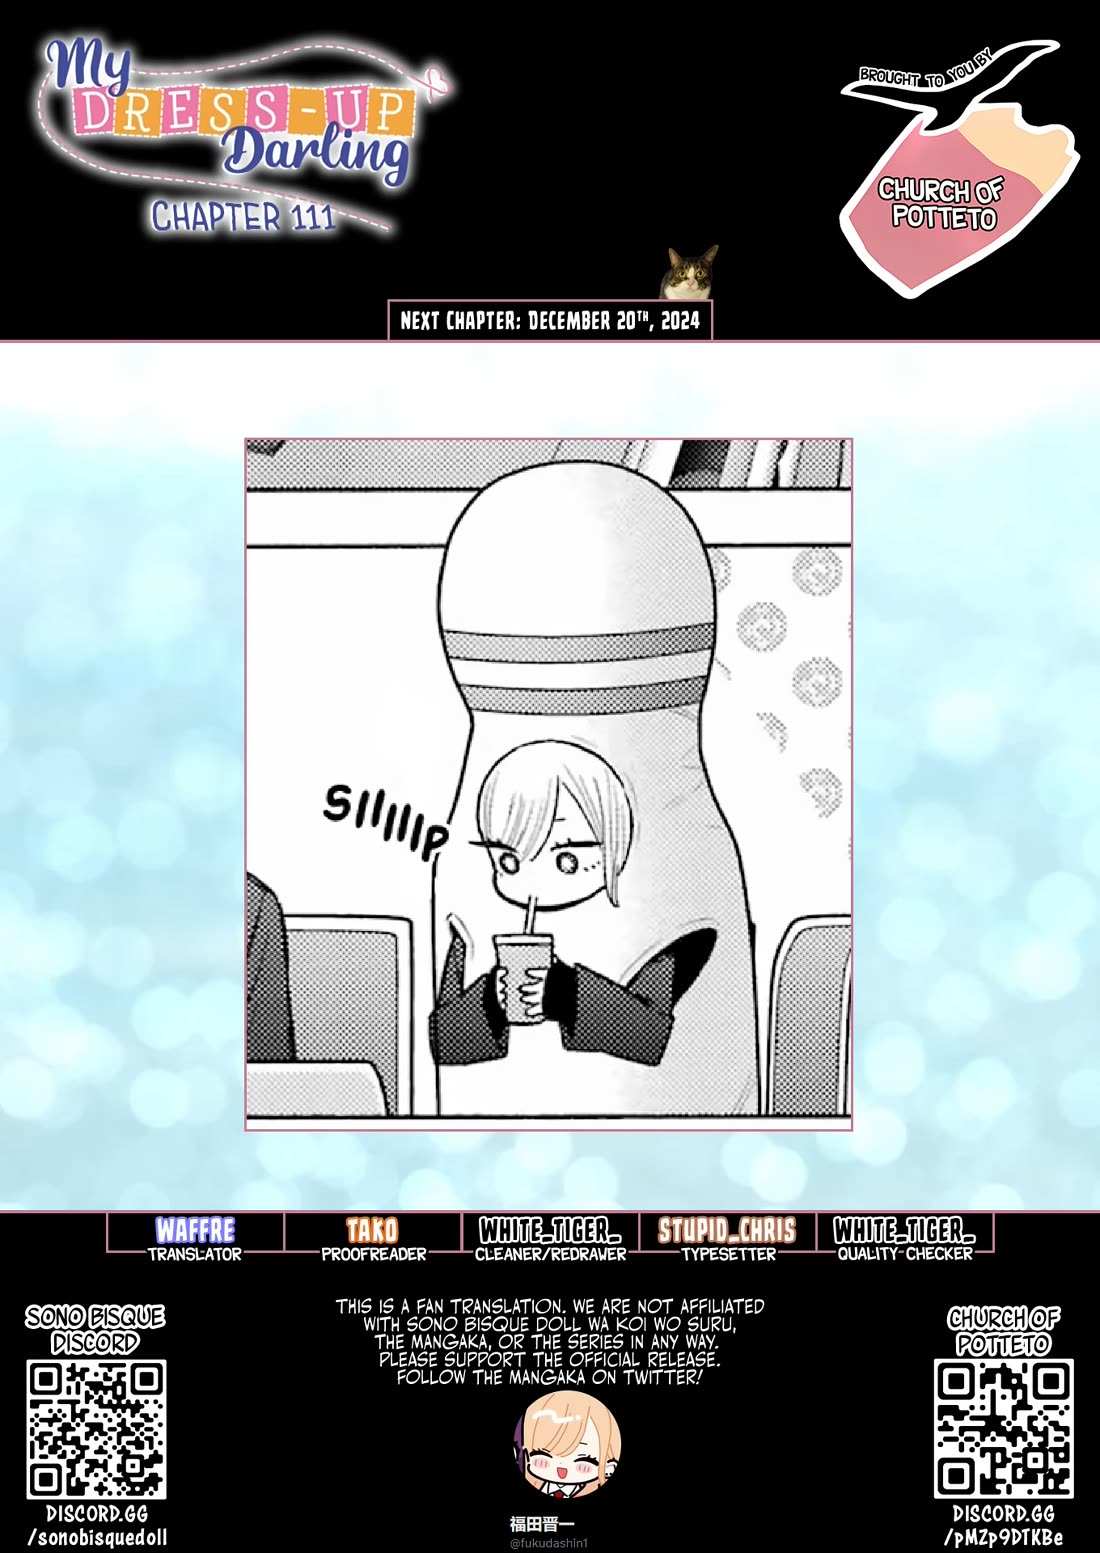 My
DRESS-UP
Darling
CHAPTER 111
BROUGHT TO YOU BY
CHURCH OF
POTTETO
NEXT CHAPTER: DECEMBER 20TH, 2024
SIIIIIP
WAFFRE
TRANSLATOR
TAKO
PROOFREADER
WHITE_TIGER_
CLEANER/REDRAWER
STUPID_CHRIS
TYPESETTER
WHITE_TIGER_
QUALITY CHECKER
SONO BISQUE
DISCORD
DISCORD.GG
/sonobisquedoll
THIS IS A FAN TRANSLATION. WE ARE NOT AFFILIATED
WITH SONO BISQUE DOLL WA KOI WO SURU,
THE MANGAKA, OR THE SERIES IN ANY WAY.
PLEASE SUPPORT THE OFFICIAL RELEASE.
FOLLOW THE MANGAKA ON TWITTER!
福田晋一
@fukudashin1
CHURCH OF
POTTETO
DISCORD.GG
/pMZp9DTKBe